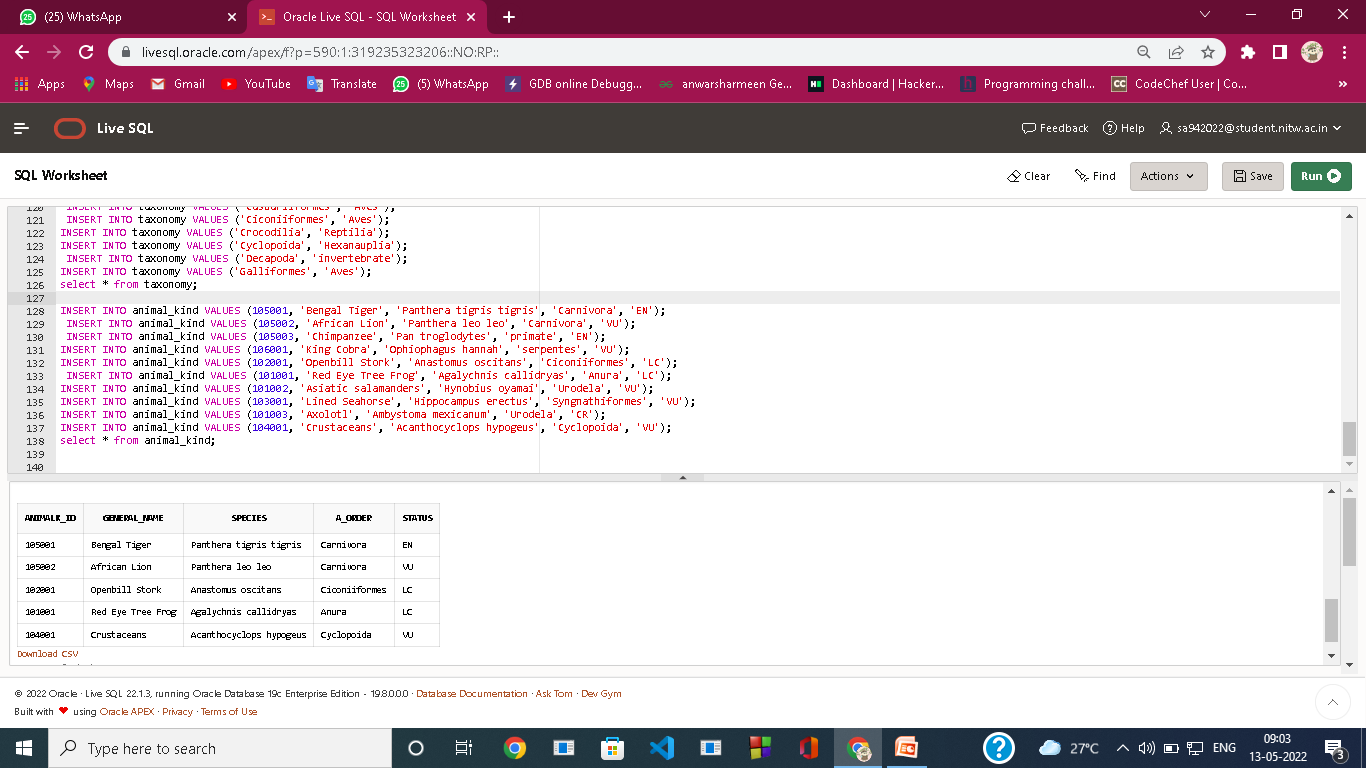 (25) WhatsApp
Oracle Live SQL - SQL Worksheet
livesql.oracle.com/apex/f?p=590:1:319235323206::NO:RP::
Apps Maps Gmail YouTube Translate (5) WhatsApp GDB online Debugg... anwarsharmeen Ge... Dashboard | Hacker... Programming chall... CodeChef User | Co... »
Live SQL
Feedback Help sa942022@student.nitw.ac.in
SQL Worksheet
Clear Find Actions Save Run
120 INSERT INTO taxonomy VALUES ('Casuariiformes', 'Aves');
121 INSERT INTO taxonomy VALUES ('Ciconiiformes', 'Aves');
122 INSERT INTO taxonomy VALUES ('Crocodilia', 'Reptilia');
123 INSERT INTO taxonomy VALUES ('Cyclopoida', 'Hexanauplia');
124 INSERT INTO taxonomy VALUES ('Decapoda', 'invertebrate');
125 INSERT INTO taxonomy VALUES ('Galliformes', 'Aves');
126 select * from taxonomy;
127
128 INSERT INTO animal_kind VALUES (105001, 'Bengal Tiger', 'Panthera tigris tigris', 'Carnivora', 'EN');
129 INSERT INTO animal_kind VALUES (105002, 'African Lion', 'Panthera leo leo', 'Carnivora', 'VU');
130 INSERT INTO animal_kind VALUES (105003, 'Chimpanzee', 'Pan troglodytes', 'primate', 'EN');
131 INSERT INTO animal_kind VALUES (106001, 'King Cobra', 'Ophiophagus hannah', 'serpentes', 'VU');
132 INSERT INTO animal_kind VALUES (102001, 'Openbill Stork', 'Anastomus oscitans', 'Ciconiiformes', 'LC');
133 INSERT INTO animal_kind VALUES (101001, 'Red Eye Tree Frog', 'Agalychnis callidryas', 'Anura', 'LC');
134 INSERT INTO animal_kind VALUES (101002, 'Asiatic salamanders', 'Hynobius oyamai', 'Urodela', 'VU');
135 INSERT INTO animal_kind VALUES (103001, 'Lined Seahorse', 'Hippocampus erectus', 'Syngnathiformes', 'VU');
136 INSERT INTO animal_kind VALUES (101003, 'Axolotl', 'Ambystoma mexicanum', 'Urodela', 'CR');
137 INSERT INTO animal_kind VALUES (104001, 'Crustaceans', 'Acanthocyclops hypogeus', 'Cyclopoida', 'VU');
138 select * from animal_kind;
139
140
ANIMALK_ID GENERAL_NAME SPECIES A_ORDER STATUS
105001 Bengal Tiger Panthera tigris tigris Carnivora EN
105002 African Lion Panthera leo leo Carnivora VU
102001 Openbill Stork Anastomus oscitans Ciconiiformes LC
101001 Red Eye Tree Frog Agalychnis callidryas Anura LC
104001 Crustaceans Acanthocyclops hypogeus Cyclopoida VU
Download CSV
© 2022 Oracle · Live SQL 22.1.3, running Oracle Database 19c Enterprise Edition - 19.8.0.0.0 · Database Documentation · Ask Tom · Dev Gym
Built with ❤ using Oracle APEX · Privacy · Terms of Use
Type here to search
27°C ENG 09:03
13-05-2022
3